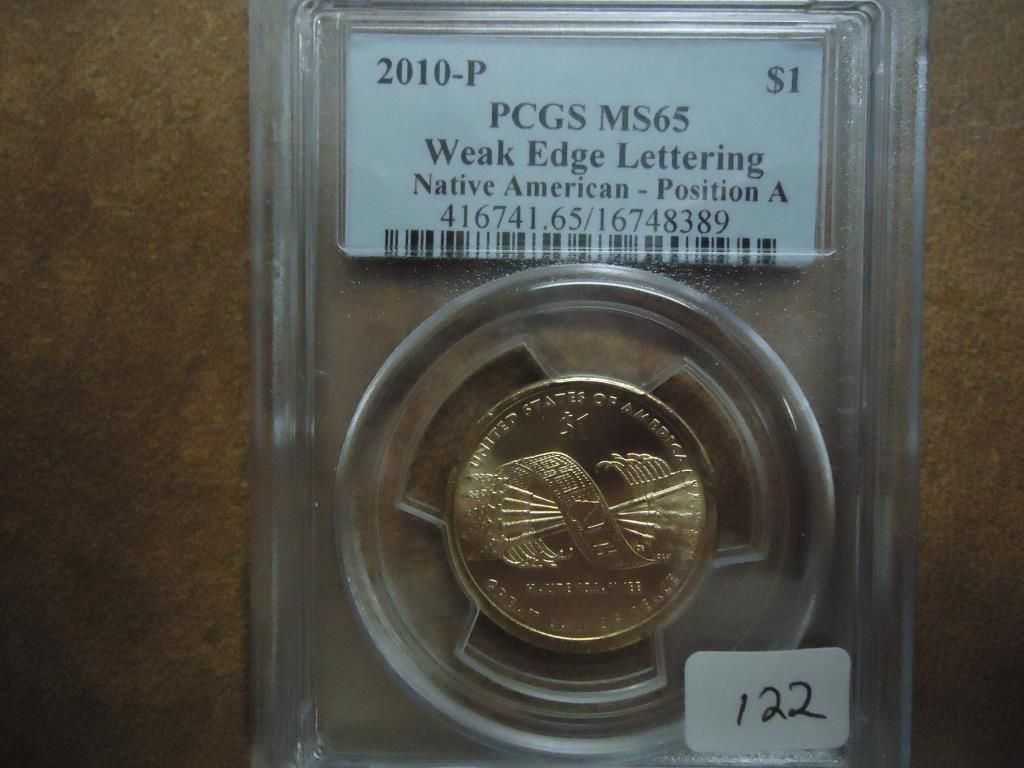 2010-P $1
PCGS MS65
Weak Edge Lettering
Native American - Position A
416741.65/16748389
UNITED STATES OF AMERICA
$1
HAUDENOSAUNEE
GREAT LAW OF PEACE
122